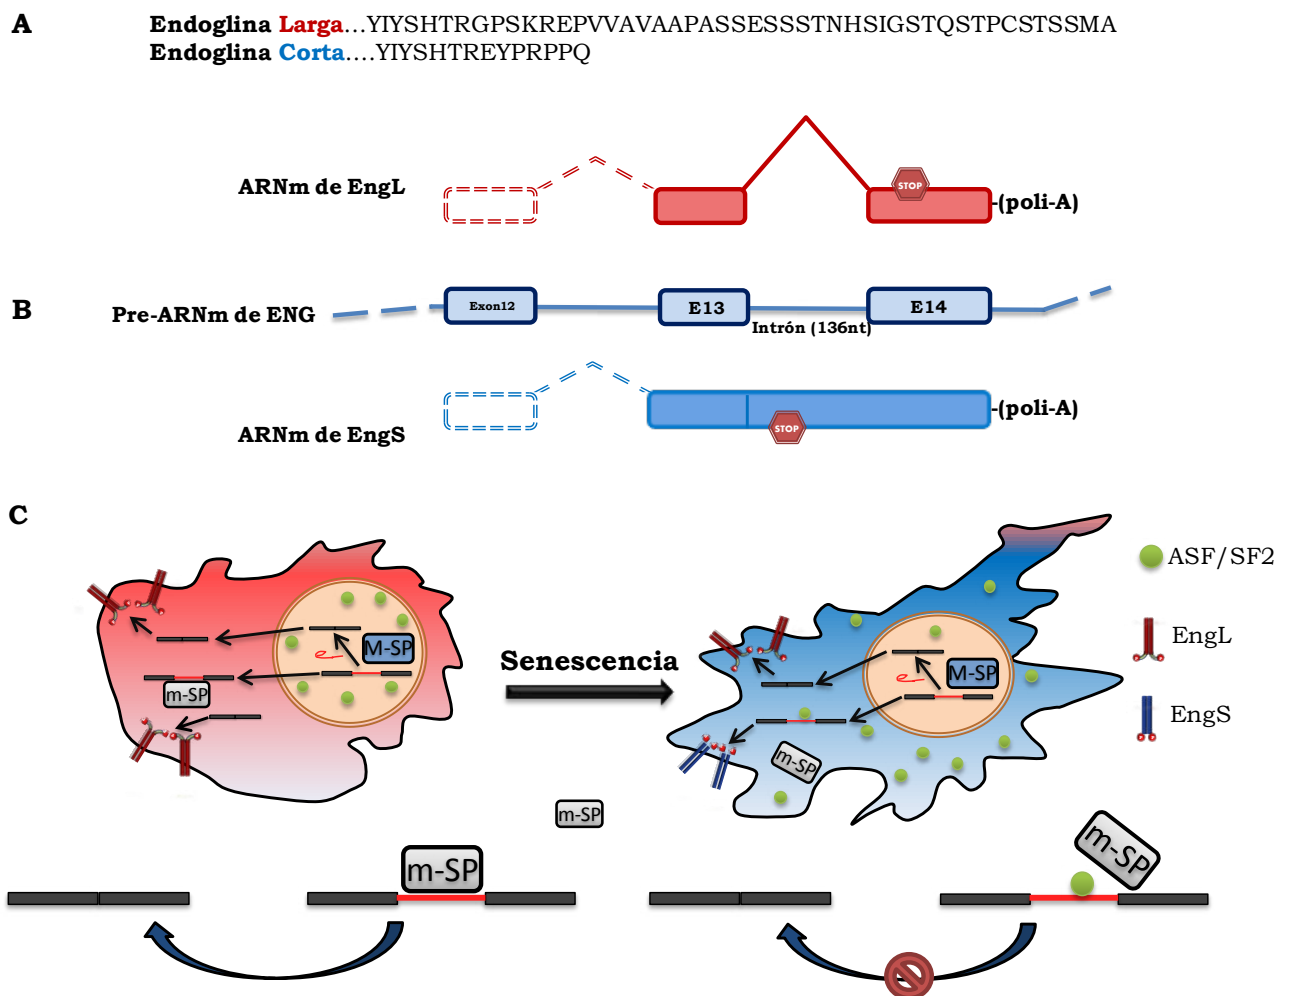 A
Endoglina Larga...YIYSHTRGPSKREPVVAVAAPASSESSSTNHSIGSTQSTPCSTSSMA
Endoglina Corta....YIYSHTREYPRPPQ
ARNm de EngL
STOP
-(poli-A)
B
Pre-ARNm de ENG
Exon12
E13
E14
Intrón (136nt)
ARNm de EngS
STOP
-(poli-A)
C
M-SP
e
m-SP
Senescencia
M-SP
e
m-SP
ASF/SF2
EngL
EngS
m-SP
m-SP
m-SP